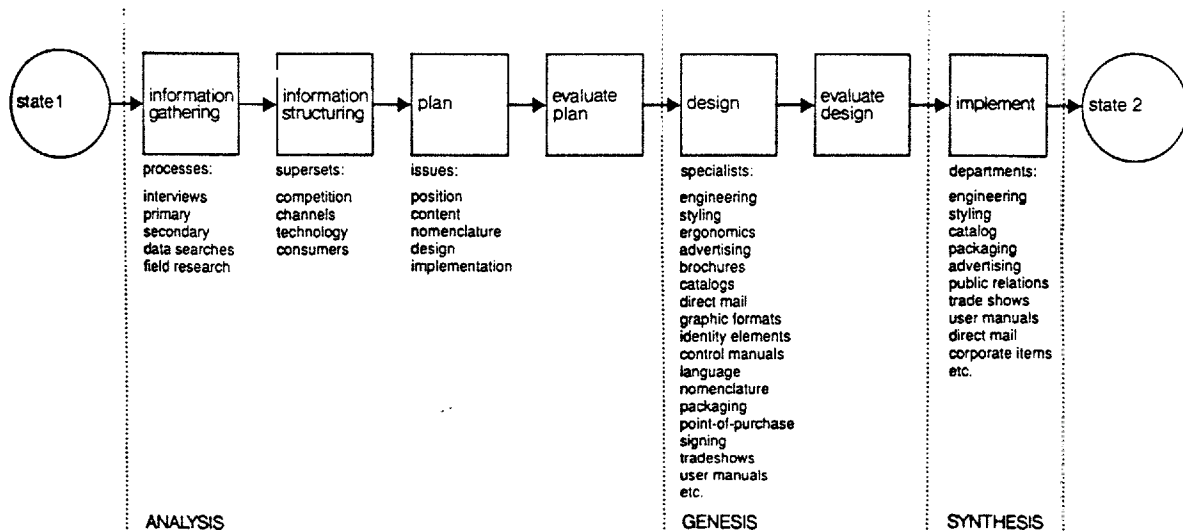 state1
information
gathering
information
structuring
plan
evaluate
plan
design
evaluate
design
implement
state 2
processes:
interviews
primary
secondary
data searches
field research
supersets:
competition
channels
technology
consumers
issues:
position
content
nomenclature
design
implementation
specialists:
engineering
styling
ergonomics
advertising
brochures
catalogs
direct mail
graphic formats
identity elements
control manuals
language
nomenclature
packaging
point-of-purchase
signing
tradeshows
user manuals
etc.
departments:
engineering
styling
catalog
packaging
advertising
public relations
trade shows
user manuals
direct mail
corporate items
etc.
ANALYSIS
GENESIS
SYNTHESIS